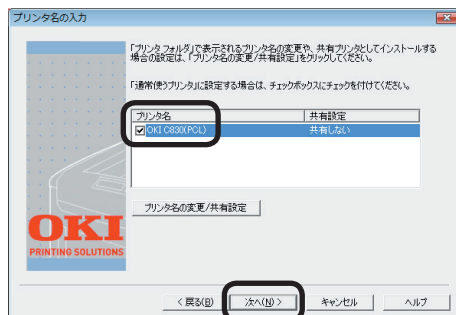 プリンタ名の入力
「プリンタ フォルダ」で表示されるプリンタ名の変更や、共有プリンタとしてインストールする
場合の設定は、「プリンタ名の変更/共有設定」をクリックしてください。
「通常使うプリンタ」に設定する場合は、チェックボックスにチェックを付けてください。
プリンタ名 共有設定
OKI C830(PCL) 共有しない
プリンタ名の変更/共有設定
OKI
PRINTING SOLUTIONS
< 戻る(B) 次へ(N) > キャンセル ヘルプ